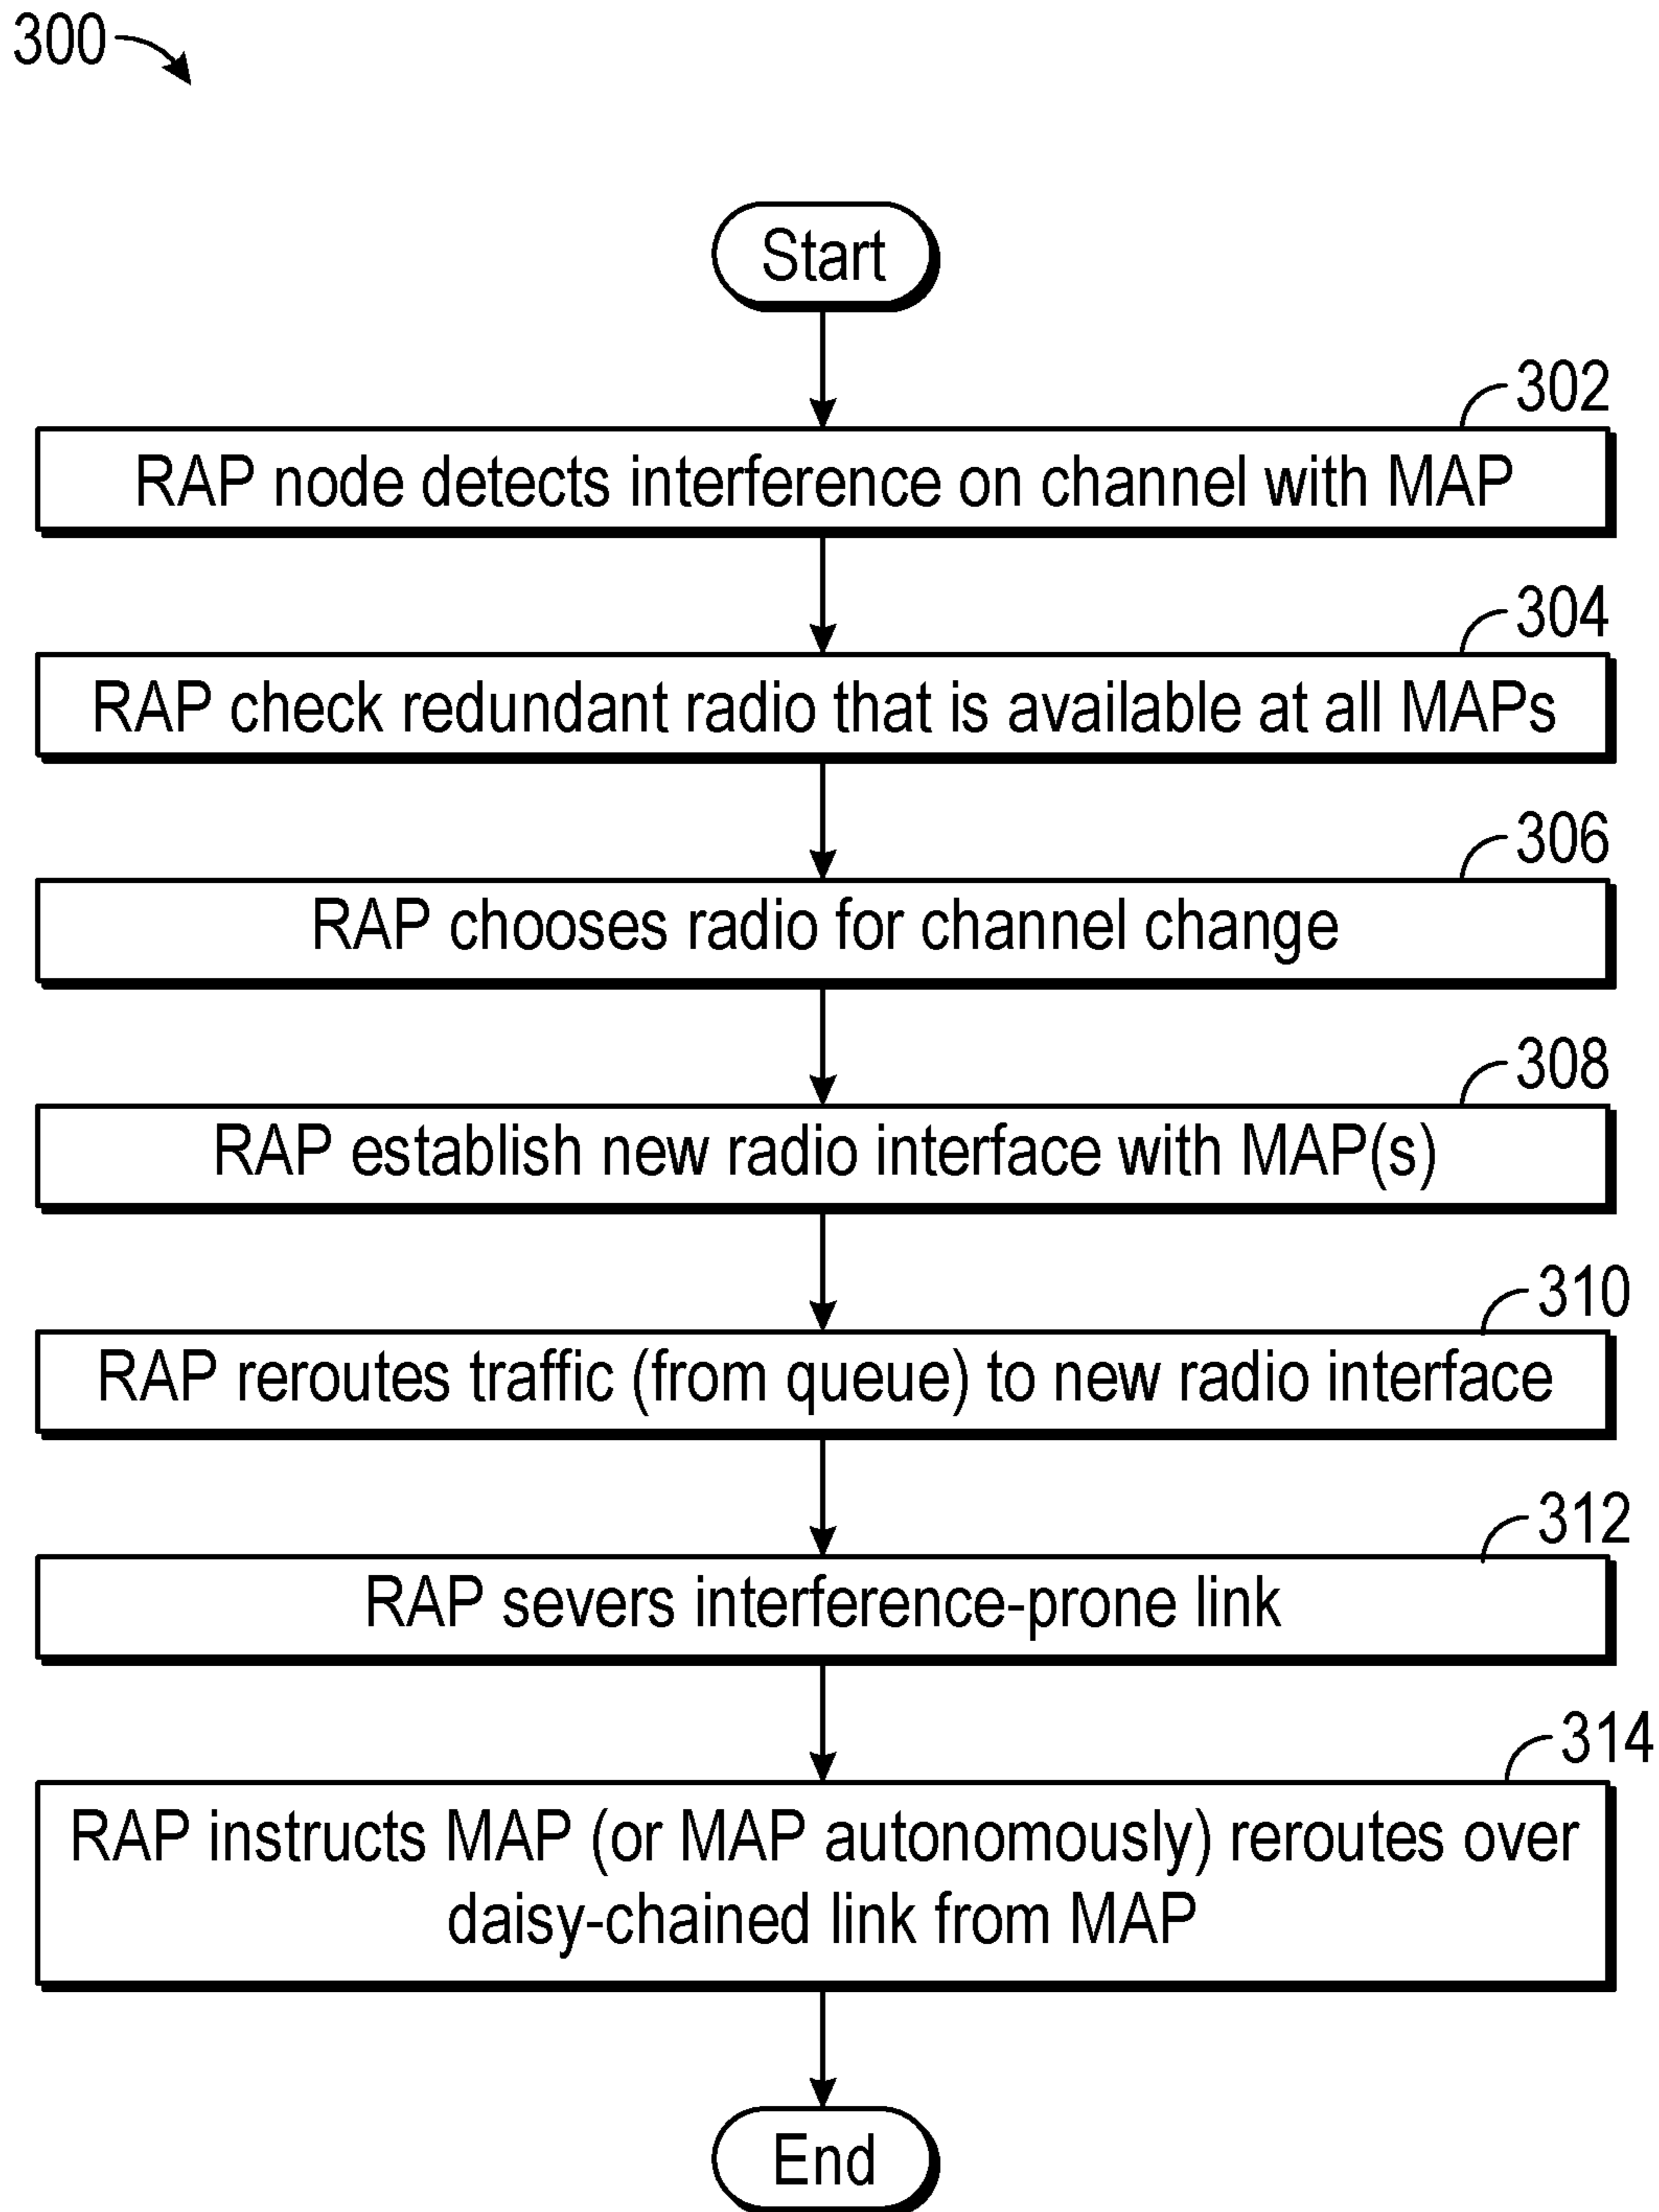 300
Start
302
RAP node detects interference on channel with MAP
304
RAP check redundant radio that is available at all MAPs
306
RAP chooses radio for channel change
308
RAP establish new radio interface with MAP(s)
310
RAP reroutes traffic (from queue) to new radio interface
312
RAP severs interference-prone link
314
RAP instructs MAP (or MAP autonomously) reroutes over
daisy-chained link from MAP
End